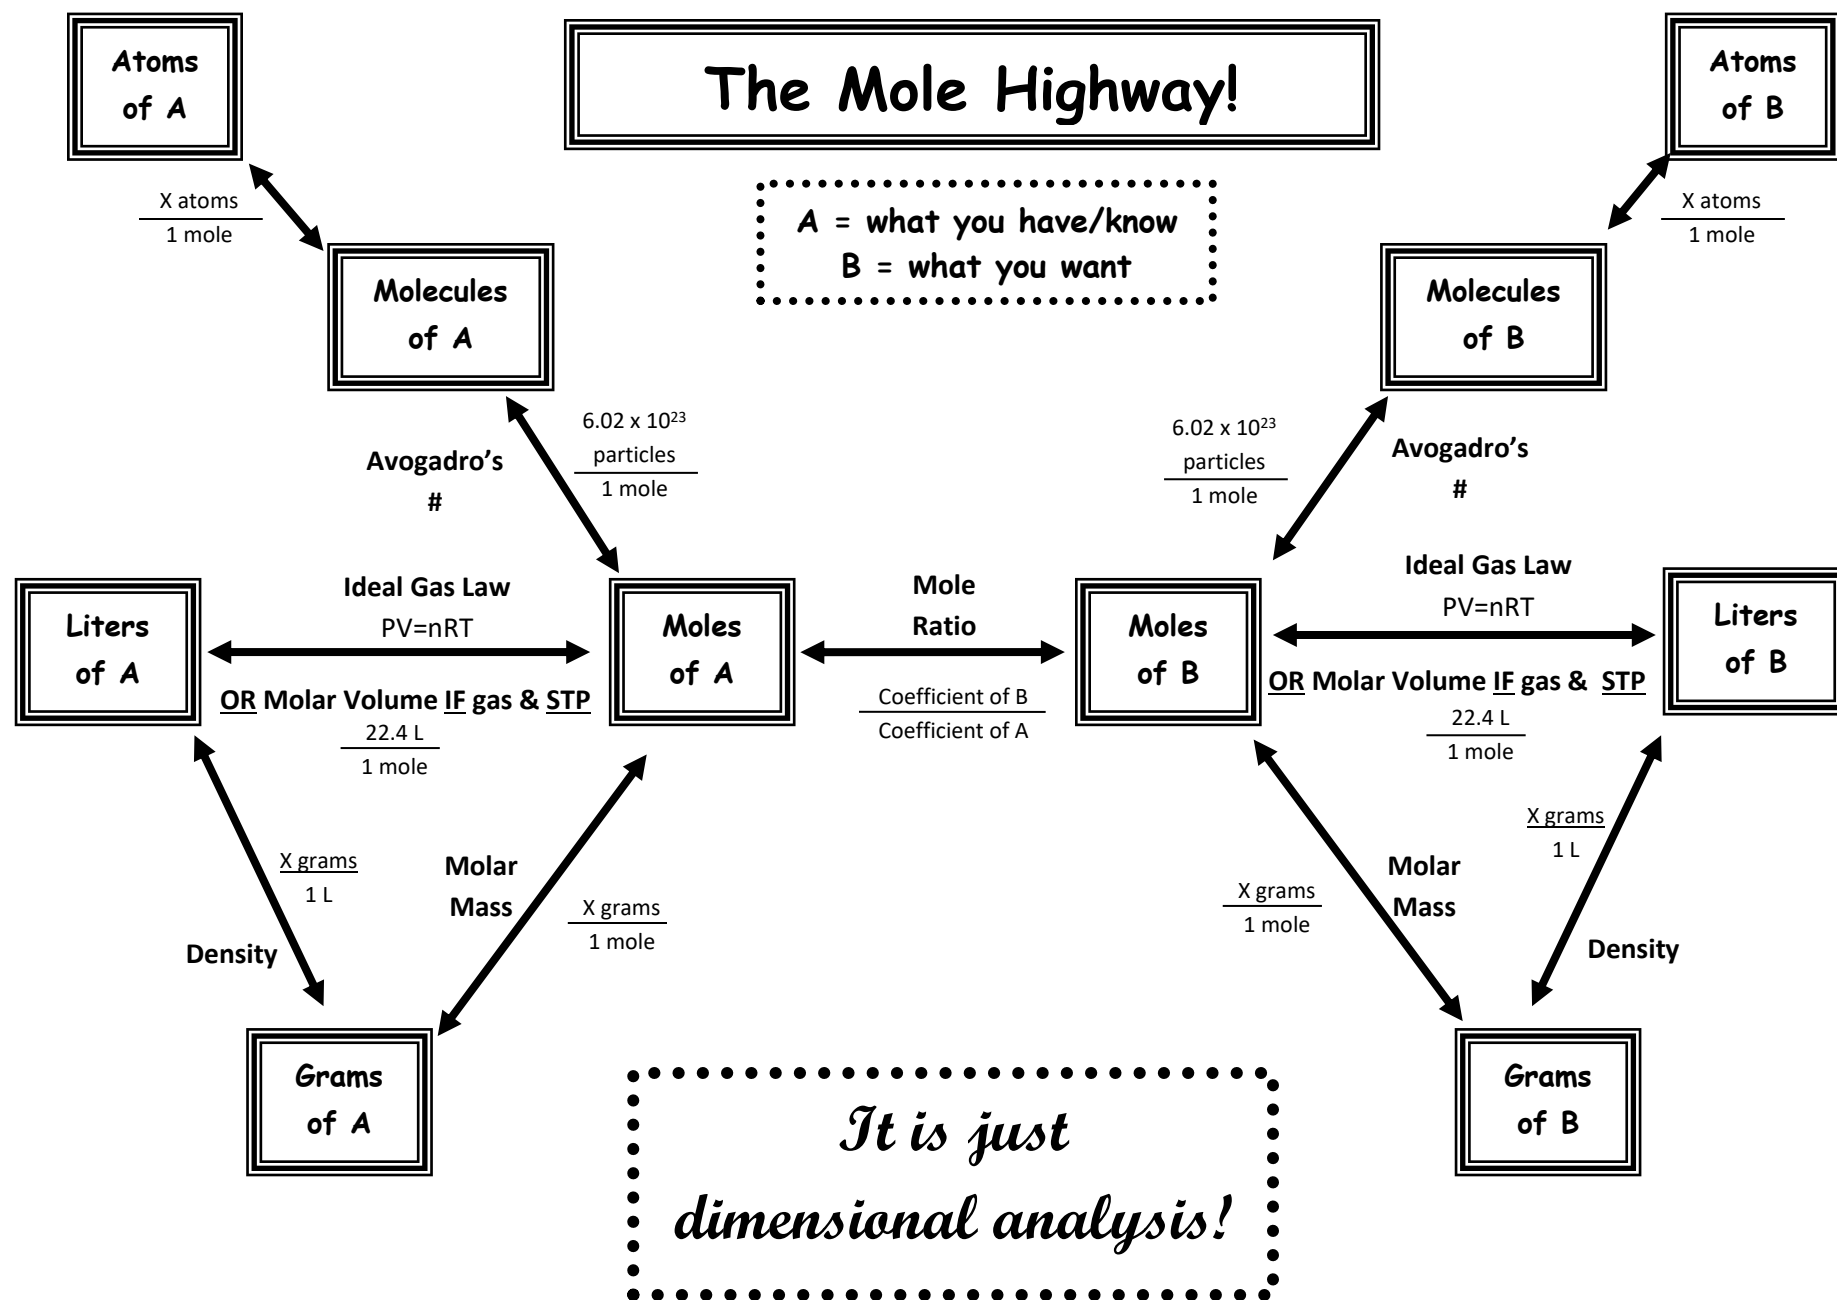 Atoms
of A
The Mole Highway!
Atoms
of B
A = what you have/know
B = what you want
X atoms
1 mole
X atoms
1 mole
Molecules
of A
Molecules
of B
Avogadro's
#
6.02 x 10²³
particles
1 mole
6.02 x 10²³
particles
1 mole
Avogadro's
#
Liters
of A
Ideal Gas Law
PV=nRT
OR Molar Volume IF gas & STP
22.4 L
1 mole
Moles
of A
Mole
Ratio
Coefficient of B
Coefficient of A
Moles
of B
Ideal Gas Law
PV=nRT
OR Molar Volume IF gas & STP
22.4 L
1 mole
Liters
of B
X grams
1 L
Density
Molar
Mass
X grams
1 mole
X grams
1 mole
Molar
Mass
X grams
1 L
Density
Grams
of A
It is just
dimensional analysis!
Grams
of B